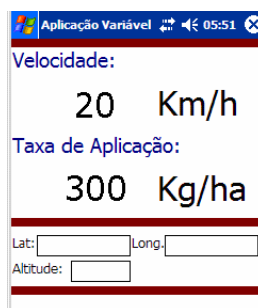 Aplicação Variável 05:51
Velocidade:
20 Km/h
Taxa de Aplicação:
300 Kg/ha
Lat: Long.
Altitude: